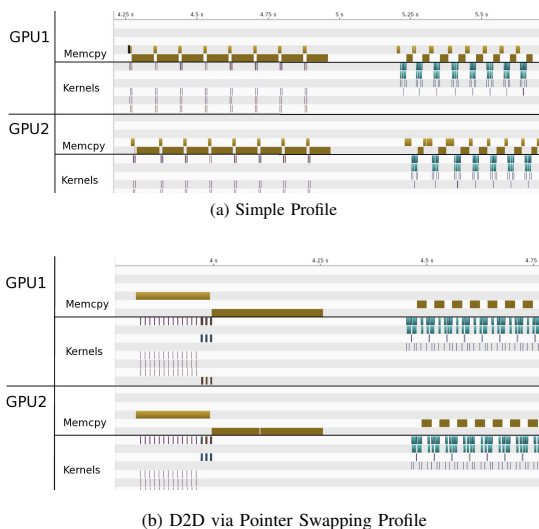 4.25 s 4.5 s 4.75 s 5 s 5.25 s 5.5 s
GPU1
Memcpy
Kernels
GPU2
Memcpy
Kernels
(a) Simple Profile
4 s 4.25 s 4.5 s 4.75
GPU1
Memcpy
Kernels
GPU2
Memcpy
Kernels
(b) D2D via Pointer Swapping Profile